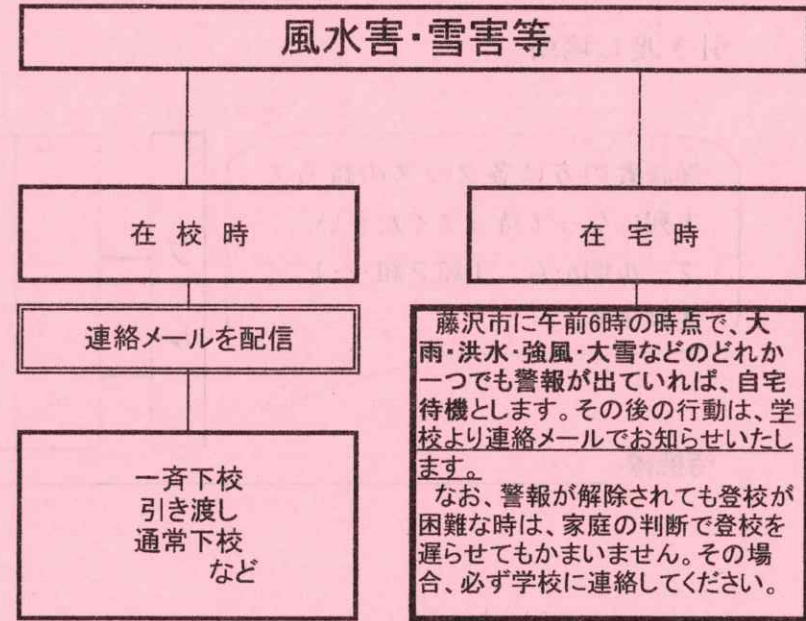 風水害・雪害等
在校時
連絡メールを配信
一斉下校
引き渡し
通常下校
など
在宅時
藤沢市に午前6時の時点で、大
雨・洪水・強風・大雪などのどれか
一つでも警報が出ていれば、自宅
待機とします。その後の行動は、学
校より連絡メールでお知らせいたし
ます。
なお、警報が解除されても登校が
困難な時は、家庭の判断で登校を
遅らせてもかまいません。その場
合、必ず学校に連絡してください。